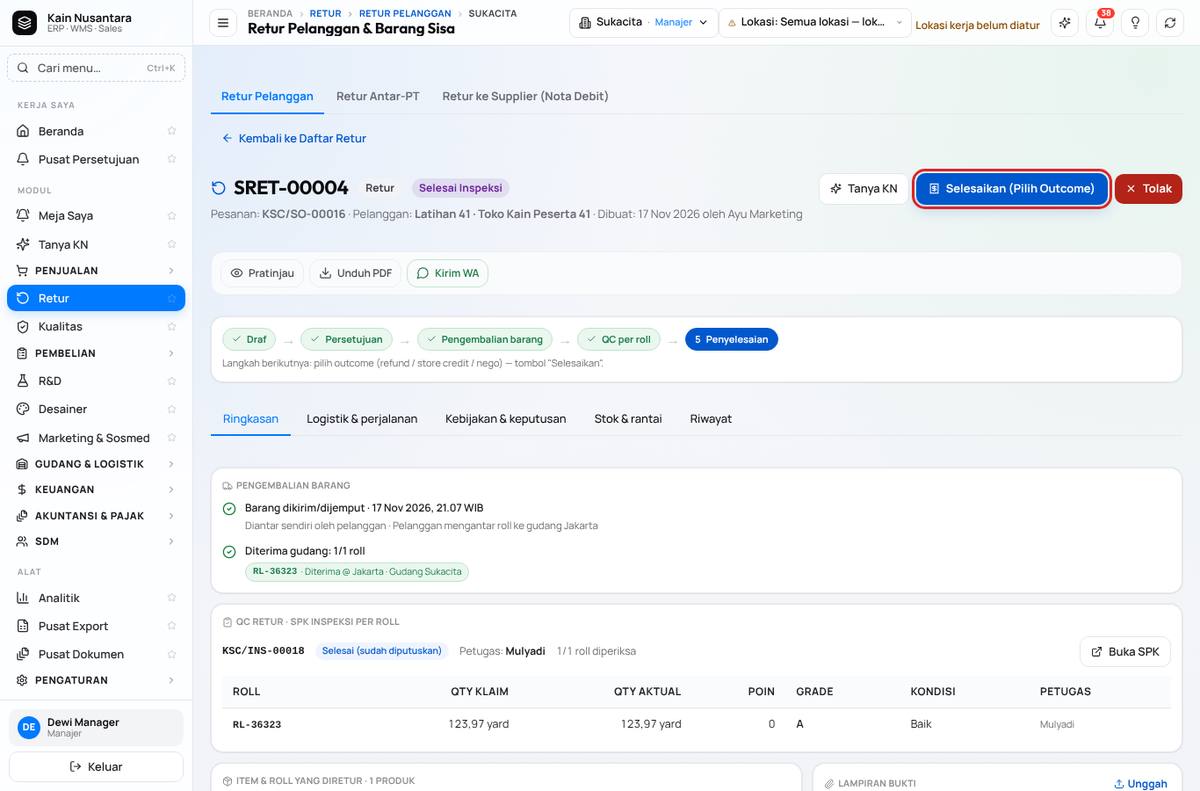 Kain Nusantara
ERP · WMS · Sales
Cari menu... Ctrl+K
KERJA SAYA
Beranda
Pusat Persetujuan
MODUL
Meja Saya
Tanya KN
PENJUALAN
Retur
Kualitas
PEMBELIAN
R&D
Desainer
Marketing & Sosmed
GUDANG & LOGISTIK
KEUANGAN
AKUNTANSI & PAJAK
SDM
ALAT
Analitik
Pusat Export
Pusat Dokumen
PENGATURAN
DE Dewi Manager
Manajer
Keluar
BERANDA > RETUR > RETUR PELANGGAN > SUKACITA
Retur Pelanggan & Barang Sisa
Sukacita · Manajer
Lokasi: Semua lokasi — lok...
Lokasi kerja belum diatur
38
Retur Pelanggan Retur Antar-PT Retur ke Supplier (Nota Debit)
← Kembali ke Daftar Retur
SRET-00004 Retur Selesai Inspeksi
Tanya KN Selesaikan (Pilih Outcome) Tolak
Pesanan: KSC/SO-00016 · Pelanggan: Latihan 41 · Toko Kain Peserta 41 · Dibuat: 17 Nov 2026 oleh Ayu Marketing
Pratinjau Unduh PDF Kirim WA
Draf → Persetujuan → Pengembalian barang → QC per roll → 5 Penyelesaian
Langkah berikutnya: pilih outcome (refund / store credit / nego) — tombol "Selesaikan".
Ringkasan Logistik & perjalanan Kebijakan & keputusan Stok & rantai Riwayat
PENGEMBALIAN BARANG
Barang dikirim/dijemput · 17 Nov 2026, 21.07 WIB
Diantar sendiri oleh pelanggan · Pelanggan mengantar roll ke gudang Jakarta
Diterima gudang: 1/1 roll
RL-36323 · Diterima @ Jakarta · Gudang Sukacita
QC RETUR · SPK INSPEKSI PER ROLL
KSC/INS-00018 Selesai (sudah diputuskan) Petugas: Mulyadi 1/1 roll diperiksa Buka SPK
ROLL QTY KLAIM QTY AKTUAL POIN GRADE KONDISI PETUGAS
RL-36323 123,97 yard 123,97 yard 0 A Baik Mulyadi
ITEM & ROLL YANG DIRETUR · 1 PRODUK
LAMPIRAN BUKTI Unggah